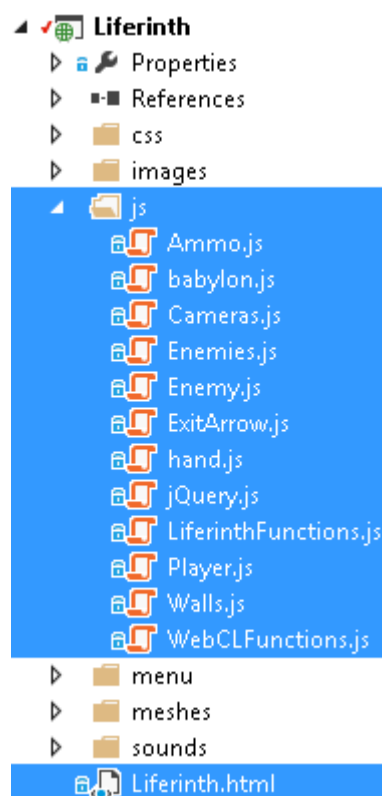 Liferinth
Properties
References
css
images
js
Ammo.js
babylon.js
Cameras.js
Enemies.js
Enemy.js
ExitArrow.js
hand.js
jQuery.js
LiferinthFunctions.js
Player.js
Walls.js
WebCLFunctions.js
menu
meshes
sounds
Liferinth.html